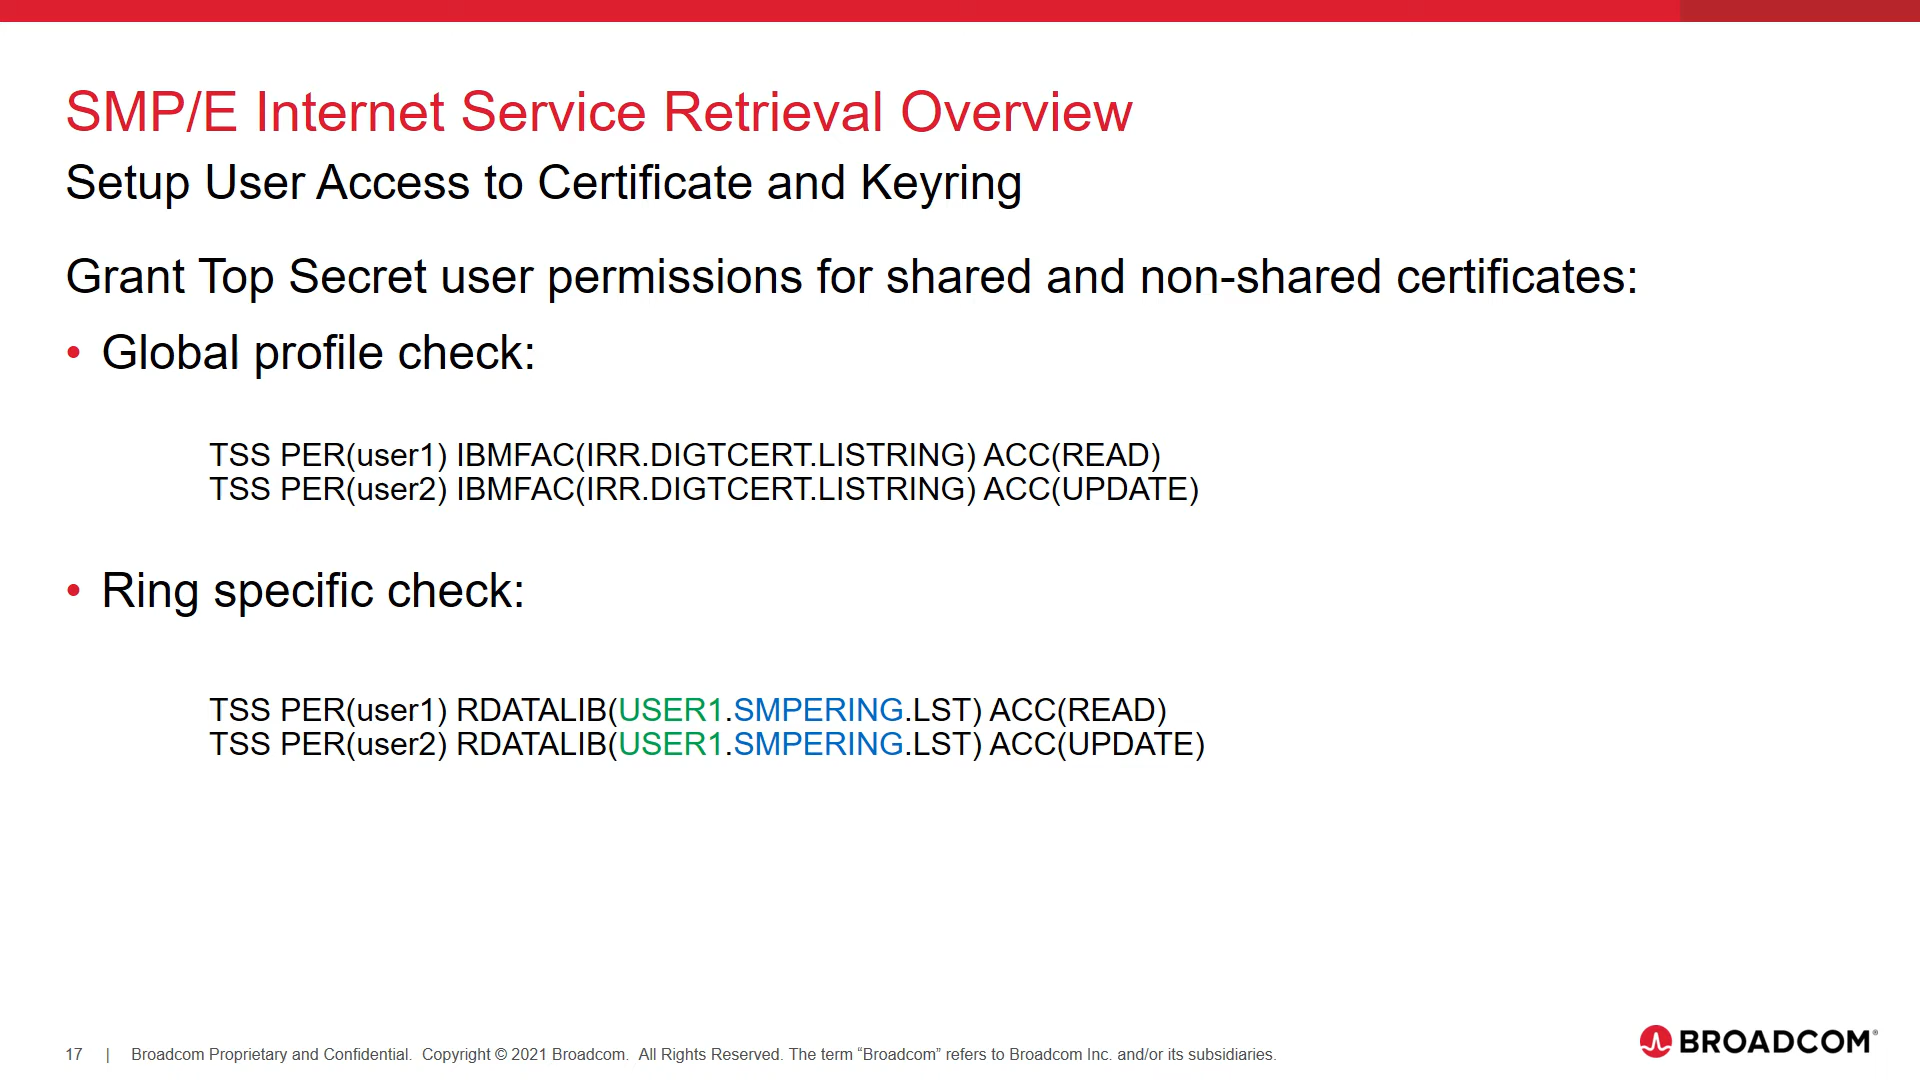 SMP/E Internet Service Retrieval Overview
Setup User Access to Certificate and Keyring
Grant Top Secret user permissions for shared and non-shared certificates:
• Global profile check:
TSS PER(user1) IBMFAC(IRR.DIGTCERT.LISTRING) ACC(READ)
TSS PER(user2) IBMFAC(IRR.DIGTCERT.LISTRING) ACC(UPDATE)
• Ring specific check:
TSS PER(user1) RDATALIB(USER1.SMPERING.LST) ACC(READ)
TSS PER(user2) RDATALIB(USER1.SMPERING.LST) ACC(UPDATE)
17 | Broadcom Proprietary and Confidential. Copyright © 2021 Broadcom. All Rights Reserved. The term “Broadcom” refers to Broadcom Inc. and/or its subsidiaries.
BROADCOM®